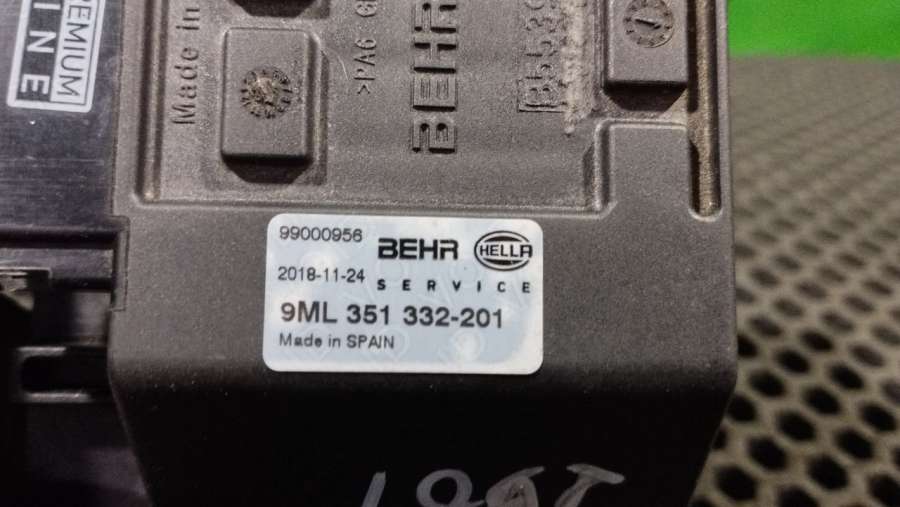 PREMIUM
LINE
Made in
>PA6 G
BEHR
99000956
BEHR HELLA
2018-11-24
SERVICE
9ML 351 332-201
Made in SPAIN